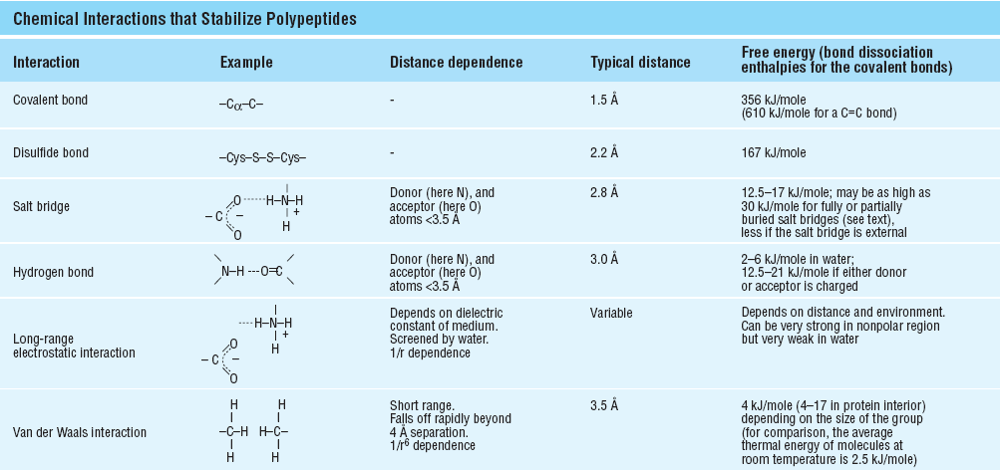 Chemical Interactions that Stabilize Polypeptides
Interaction
Example
Distance dependence
Typical distance
Free energy (bond dissociation
enthalpies for the covalent bonds)
Covalent bond
–Cα–C–
-
1.5 Å
356 kJ/mole
(610 kJ/mole for a C=C bond)
Disulfide bond
–Cys–S–S–Cys–
-
2.2 Å
167 kJ/mole
Salt bridge
O H–N–H
– C – +
H
O
Donor (here N), and
acceptor (here O)
atoms <3.5 Å
2.8 Å
12.5–17 kJ/mole; may be as high as
30 kJ/mole for fully or partially
buried salt bridges (see text),
less if the salt bridge is external
Hydrogen bond
N–H ---O=C
Donor (here N), and
acceptor (here O)
atoms <3.5 Å
3.0 Å
2–6 kJ/mole in water;
12.5–21 kJ/mole if either donor
or acceptor is charged
Long-range
electrostatic interaction
H–N–H
+
O H
– C –
O
Depends on dielectric
constant of medium.
Screened by water.
1/r dependence
Variable
Depends on distance and environment.
Can be very strong in nonpolar region
but very weak in water
Van der Waals interaction
H H
–C–H H–C–
H H
Short range.
Falls off rapidly beyond
4 Å separation.
1/r⁶ dependence
3.5 Å
4 kJ/mole (4–17 in protein interior)
depending on the size of the group
(for comparison, the average
thermal energy of molecules at
room temperature is 2.5 kJ/mole)